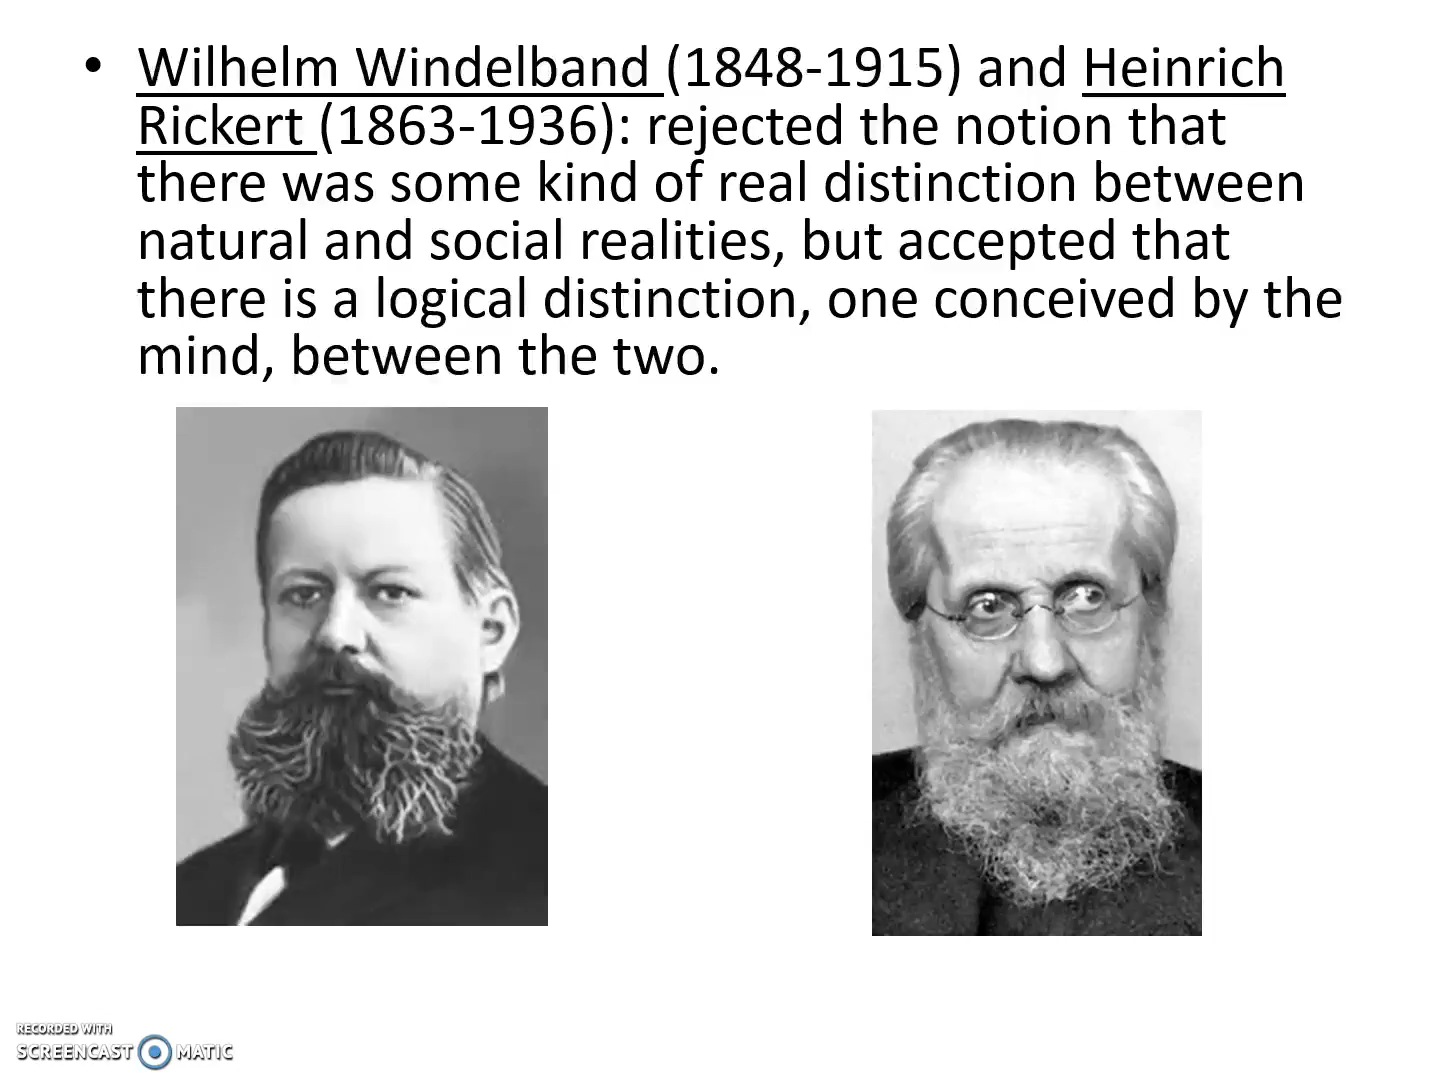 • Wilhelm Windelband (1848-1915) and Heinrich
Rickert (1863-1936): rejected the notion that
there was some kind of real distinction between
natural and social realities, but accepted that
there is a logical distinction, one conceived by the
mind, between the two.
RECORDED WITH
SCREENCAST MATIC